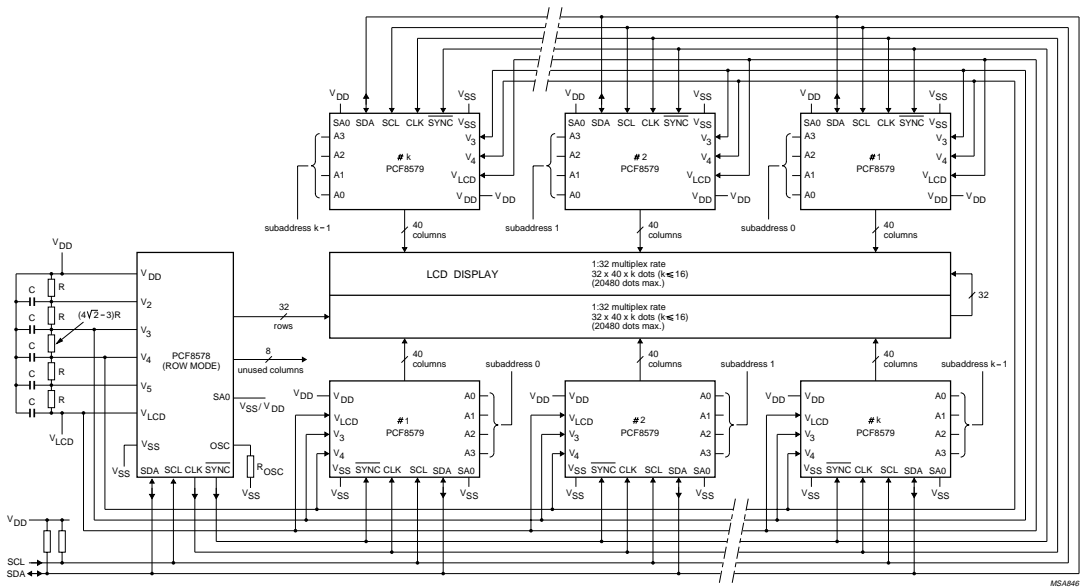 VDD VSS VDD VSS VDD VSS
SA0 SDA SCL CLK SYNC VSS
A3
A2
A1
A0
# k
PCF8579
V3
V4
VLCD
VDD VDD
subaddress k−1
40
columns
SA0 SDA SCL CLK SYNC VSS
A3
A2
A1
A0
# 2
PCF8579
V3
V4
VLCD
VDD VDD
subaddress 1
40
columns
SA0 SDA SCL CLK SYNC VSS
A3
A2
A1
A0
# 1
PCF8579
V3
V4
VLCD
VDD VDD
subaddress 0
40
columns
LCD DISPLAY
1:32 multiplex rate
32 x 40 x k dots (k≤16)
(20480 dots max.)
1:32 multiplex rate
32 x 40 x k dots (k≤16)
(20480 dots max.)
32
VDD
C
R
C
R
(4√2−3)R
C
C
R
C
R
VLCD
VDD
V2
V3
V4
V5
VLCD
VSS
VSS
PCF8578
(ROW MODE)
SA0
VSS/ VDD
OSC
ROSC
VSS
SDA SCL CLK SYNC
32
rows
8
unused columns
40
columns
subaddress 0
VDD VDD
VLCD
V3
V4
#1
PCF8579
A0
A1
A2
A3
VSS SYNC CLK SCL SDA SA0
VSS VSS
40
columns
subaddress 1
VDD VDD
VLCD
V3
V4
#2
PCF8579
A0
A1
A2
A3
VSS SYNC CLK SCL SDA SA0
VSS VSS
40
columns
subaddress k−1
VDD VDD
VLCD
V3
V4
#k
PCF8579
A0
A1
A2
A3
VSS SYNC CLK SCL SDA SA0
VSS VSS
VDD
SCL
SDA
MSA846